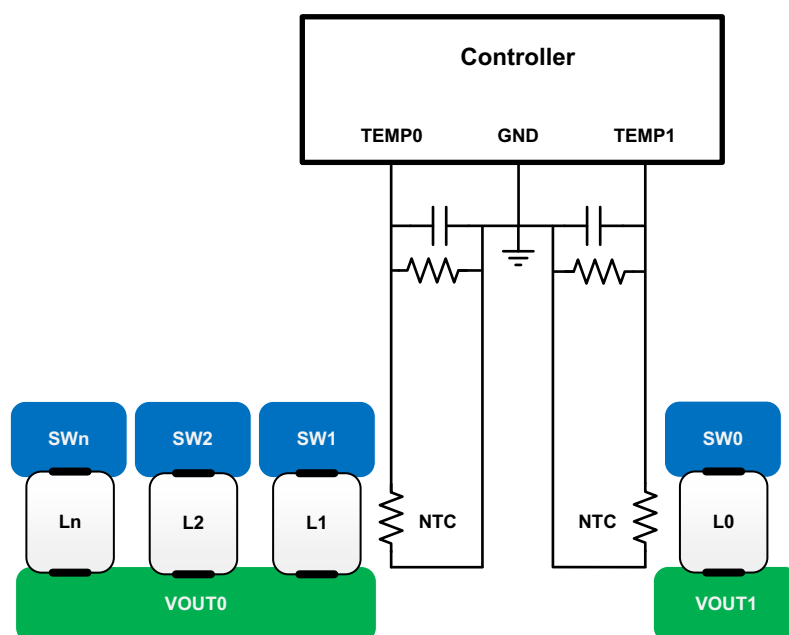 Controller
TEMP0 GND TEMP1
SWn SW2 SW1 SW0
Ln L2 L1 NTC NTC L0
VOUT0 VOUT1